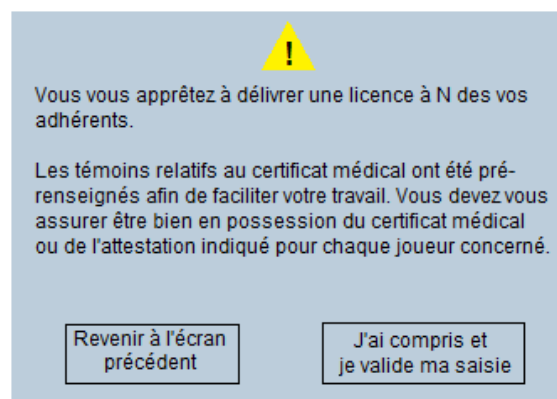 !
Vous vous apprêtez à délivrer une licence à N des vos
adhérents.
Les témoins relatifs au certificat médical ont été pré-
renseignés afin de faciliter votre travail. Vous devez vous
assurer être bien en possession du certificat médical
ou de l'attestation indiqué pour chaque joueur concerné.
Revenir à l'écran
précédent
J'ai compris et
je valide ma saisie